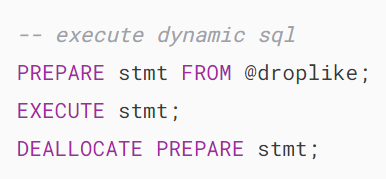 -- execute dynamic sql
PREPARE stmt FROM @droplike;
EXECUTE stmt;
DEALLOCATE PREPARE stmt;